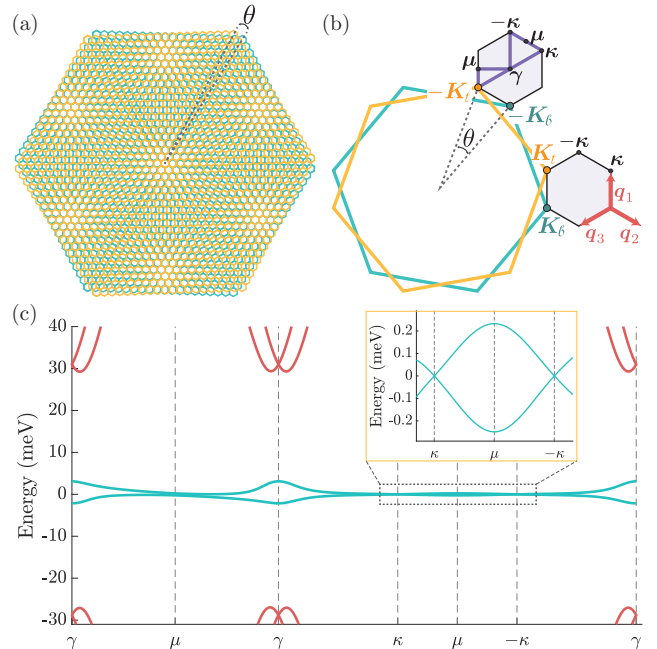 (a)
θ
(b)
−κ
μ
μ
κ
γ
−K_t
−K_b
θ
K_t
−κ
κ
q_1
K_b
q_3
q_2
(c)
Energy (meV)
40
30
20
10
0
-10
-20
-30
γ
μ
γ
κ
μ
−κ
γ
Energy (meV)
0.2
0.1
0
-0.1
-0.2
κ
μ
−κ